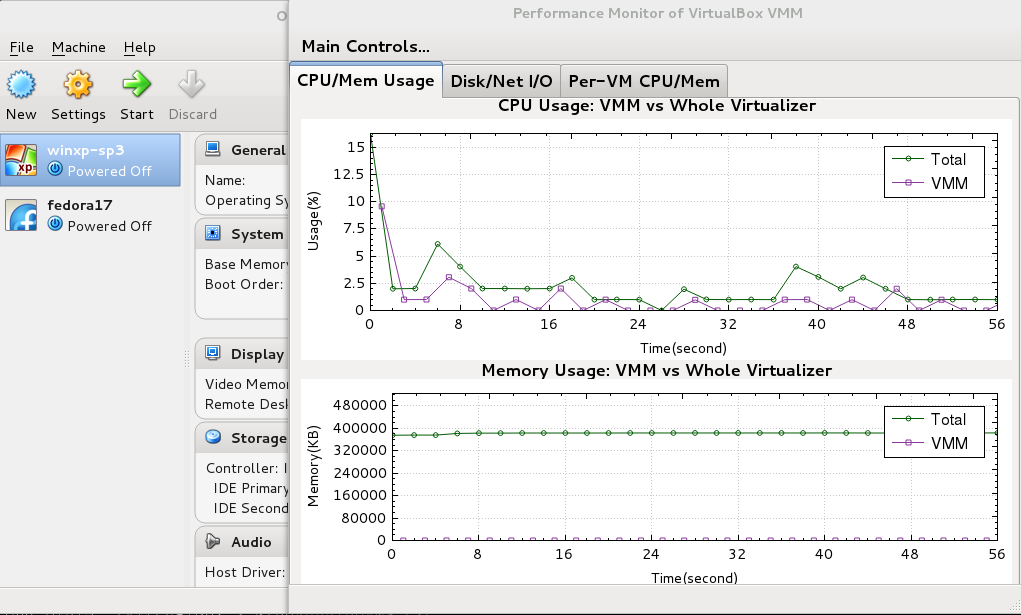 O
File Machine Help
New Settings Start Discard
winxp-sp3
Powered Off
fedora17
Powered Off
General
Name:
Operating Sy
System
Base Memor
Boot Order:
Display
Video Memo
Remote Desk
Storage
Controller: I
IDE Primary
IDE Second
Audio
Host Driver:
Performance Monitor of VirtualBox VMM
Main Controls...
CPU/Mem Usage Disk/Net I/O Per-VM CPU/Mem
CPU Usage: VMM vs Whole Virtualizer
Usage(%)
15
12.5
10
7.5
5
2.5
0
0 8 16 24 32 40 48 56
Time(second)
Total
VMM
Memory Usage: VMM vs Whole Virtualizer
Memory(KB)
480000
400000
320000
240000
160000
80000
0
0 8 16 24 32 40 48 56
Time(second)
Total
VMM